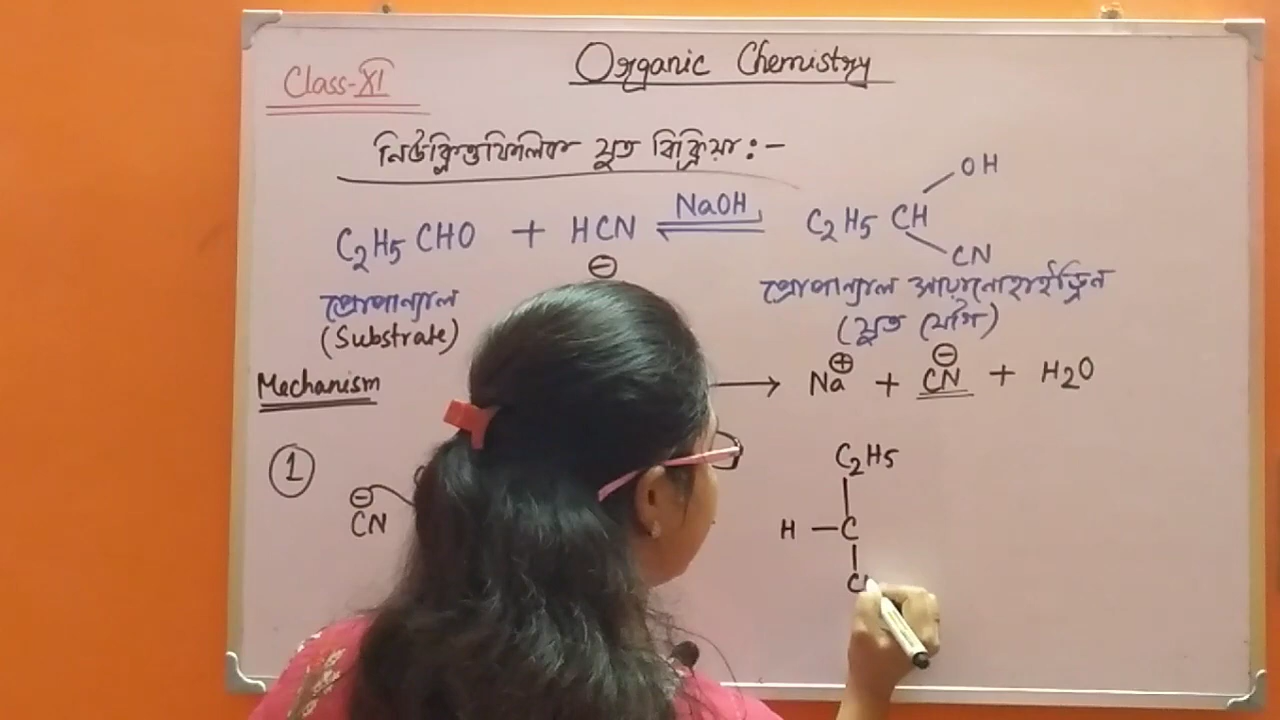 Organic Chemistry
Class-XI
নিউক্লিওফিলিক যুত বিক্রিয়া:-
C2H5 CHO + HCN ⇌ NaOH C2H5 CH OH CN
⊖
প্রোপান্যাল
(Substrate)
প্রোপান্যাল সায়ানোহাইড্রিন
(যুত যৌগ)
Mechanism → Na⊕ + CN⊖ + H2O
1
⊖
CN
C2H5
H — C